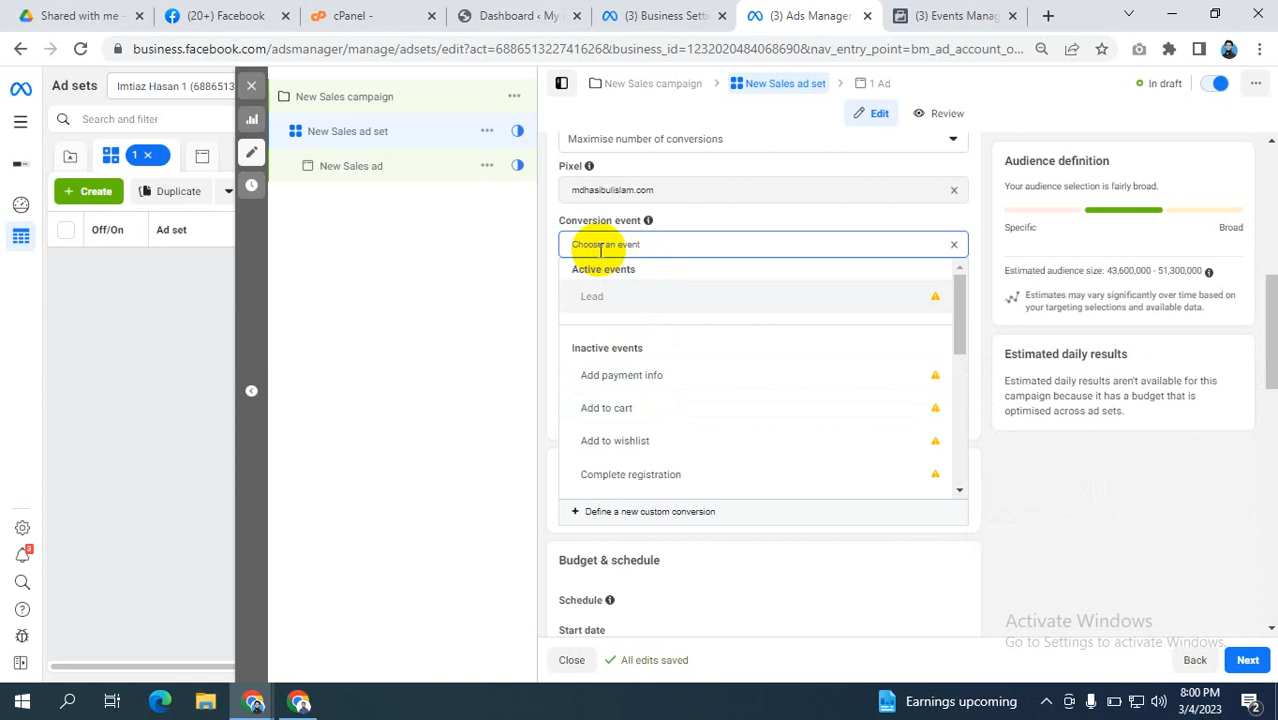 Shared with me
(20+) Facebook
cPanel -
Dashboard ‹ My
(3) Business Sett
(3) Ads Manager
(3) Events Manag
business.facebook.com/adsmanager/manage/adsets/edit?act=688651322741626&business_id=1232020484068690&nav_entry_point=bm_ad_account_o...
Ad sets
Imtiaz Hasan 1 (6886513
Search and filter
1
+ Create
Duplicate
Off/On
Ad set
New Sales campaign
New Sales ad set
New Sales ad
New Sales campaign
New Sales ad set
1 Ad
In draft
Edit
Review
Maximise number of conversions
Pixel
mdhasibulislam.com
Conversion event
Choose an event
Active events
Lead
Inactive events
Add payment info
Add to cart
Add to wishlist
Complete registration
+ Define a new custom conversion
Budget & schedule
Schedule
Start date
Audience definition
Your audience selection is fairly broad.
Specific
Broad
Estimated audience size: 43,600,000 - 51,300,000
Estimates may vary significantly over time based on
your targeting selections and available data.
Estimated daily results
Estimated daily results aren't available for this
campaign because it has a budget that is
optimised across ad sets.
Activate Windows
Go to Settings to activate Windows.
Close
All edits saved
Back
Next
Earnings upcoming
8:00 PM
3/4/2023
2